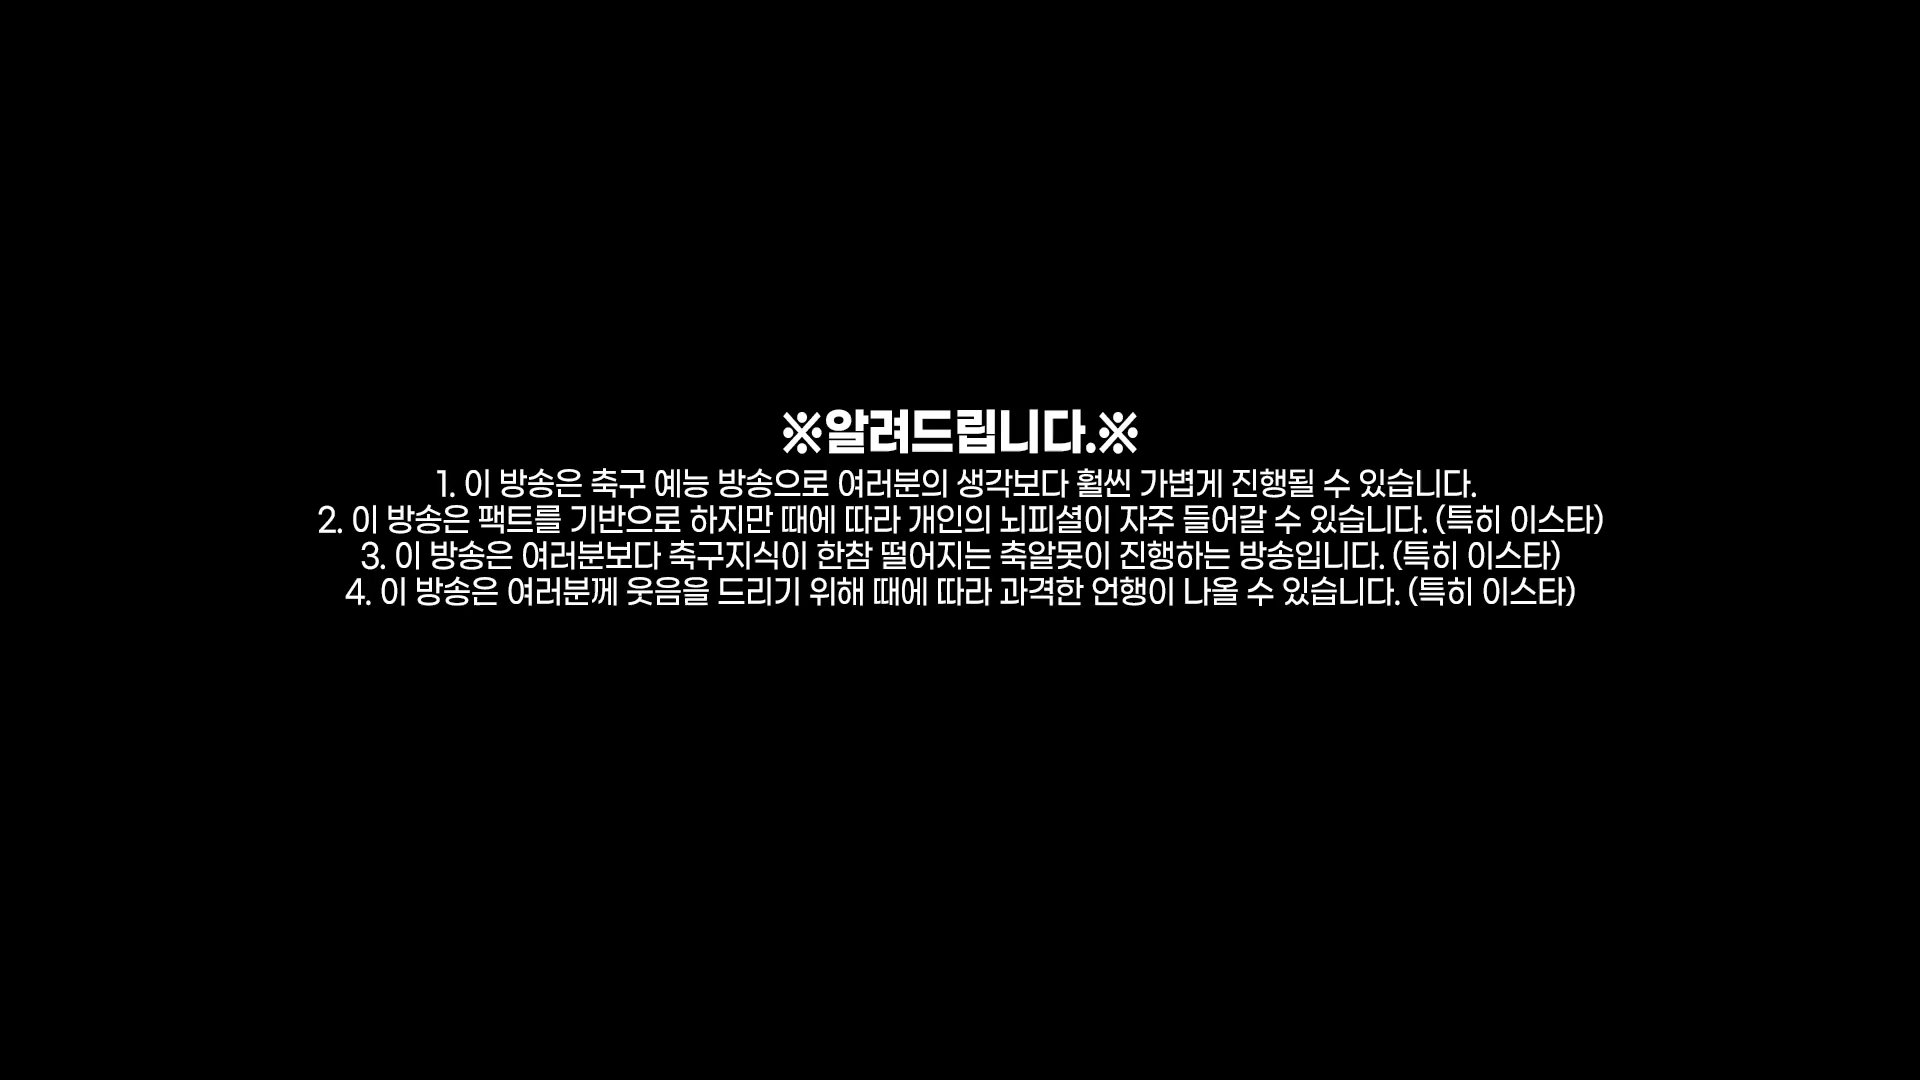 ※알려드립니다.※
1. 이 방송은 축구 예능 방송으로 여러분의 생각보다 훨씬 가볍게 진행될 수 있습니다.
2. 이 방송은 팩트를 기반으로 하지만 때에 따라 개인의 뇌피셜이 자주 들어갈 수 있습니다. (특히 이스타)
3. 이 방송은 여러분보다 축구지식이 한참 떨어지는 축알못이 진행하는 방송입니다. (특히 이스타)
4. 이 방송은 여러분께 웃음을 드리기 위해 때에 따라 과격한 언행이 나올 수 있습니다. (특히 이스타)